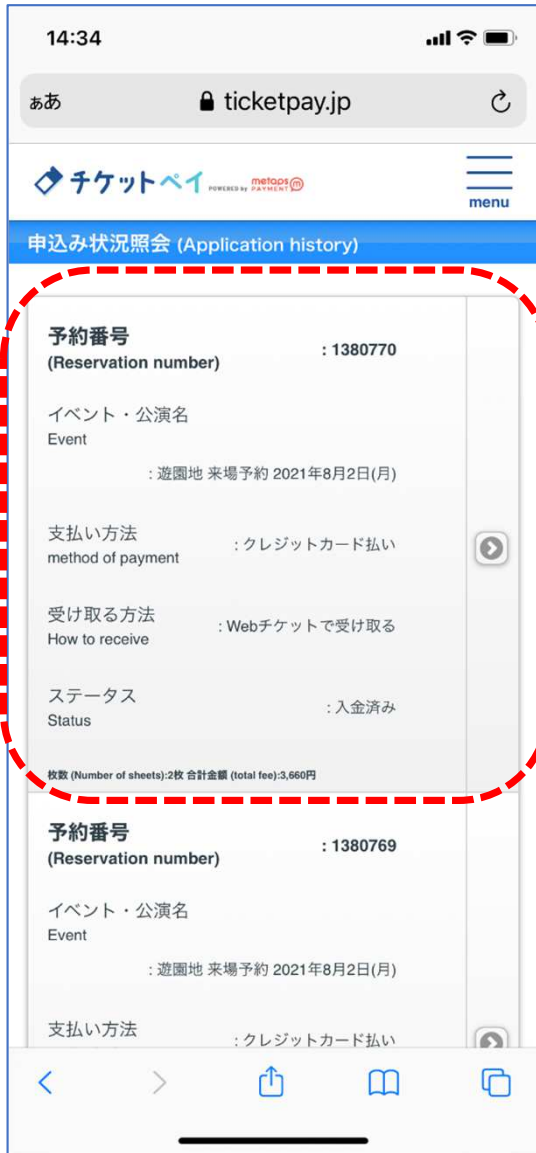 14:34
ぁあ ticketpay.jp
チケットペイ POWERED by metaps PAYMENT
menu
申込み状況照会 (Application history)
予約番号
(Reservation number) : 1380770
イベント・公演名
Event
: 遊園地 来場予約 2021年8月2日(月)
支払い方法
method of payment : クレジットカード払い
受け取る方法
How to receive : Webチケットで受け取る
ステータス
Status : 入金済み
枚数 (Number of sheets):2枚 合計金額 (total fee):3,660円
予約番号
(Reservation number) : 1380769
イベント・公演名
Event
: 遊園地 来場予約 2021年8月2日(月)
支払い方法 : クレジットカード払い